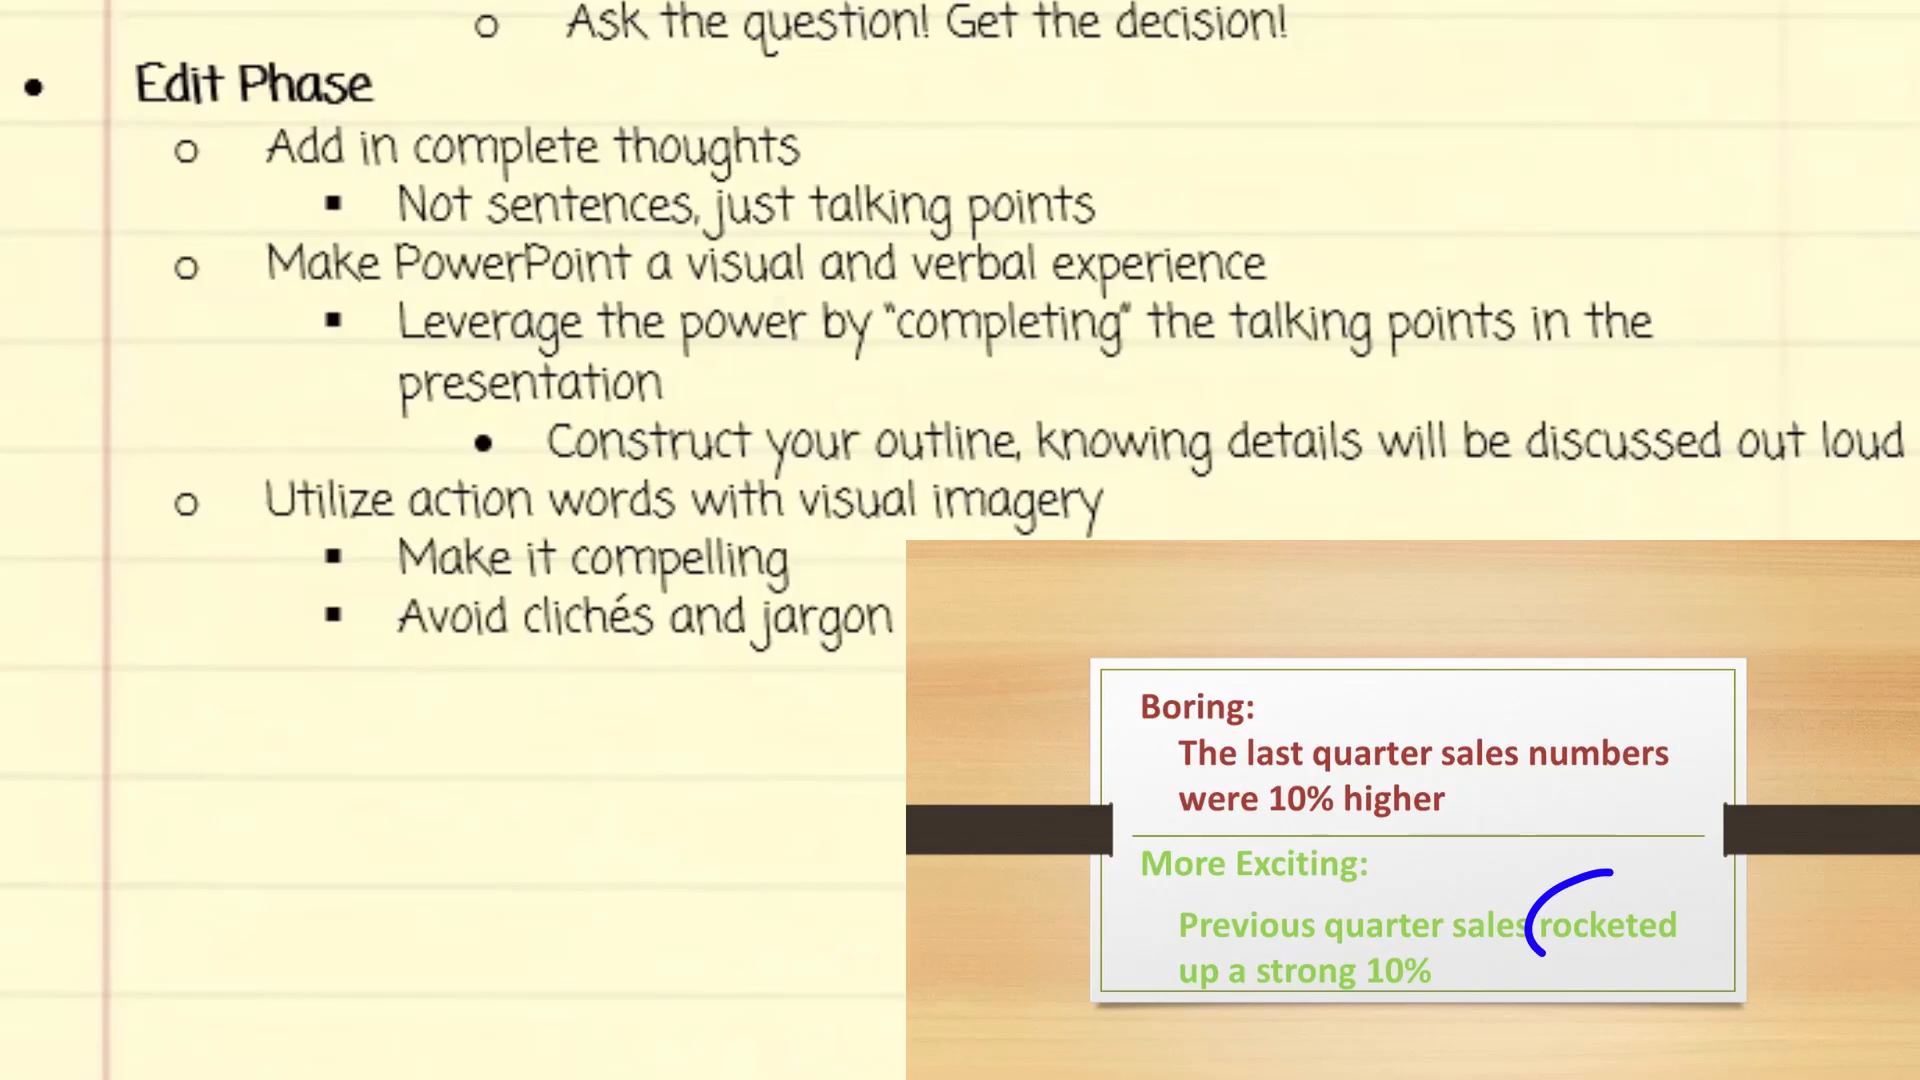 o Ask the question! Get the decision!
• Edit Phase
o Add in complete thoughts
▪ Not sentences, just talking points
o Make PowerPoint a visual and verbal experience
▪ Leverage the power by "completing" the talking points in the
presentation
• Construct your outline, knowing details will be discussed out loud
o Utilize action words with visual imagery
▪ Make it compelling
▪ Avoid clichés and jargon
Boring:
The last quarter sales numbers
were 10% higher
More Exciting:
Previous quarter sales rocketed
up a strong 10%